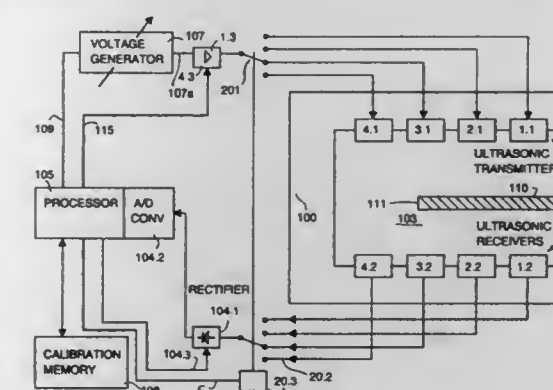 VOLTAGE 107
GENERATOR
1.3
4.3
107a
201
109
115
4.1 3.1 2.1 1.1
ULTRASONIC
TRANSMITTER
110
111
100
103
105
PROCESSOR
A/D
CONV
104.2
ULTRASONIC
RECEIVERS
4.2 3.2 2.2 1.2
RECTIFIER
104.1
104.3
CALIBRATION
MEMORY
C
20.3
20.2